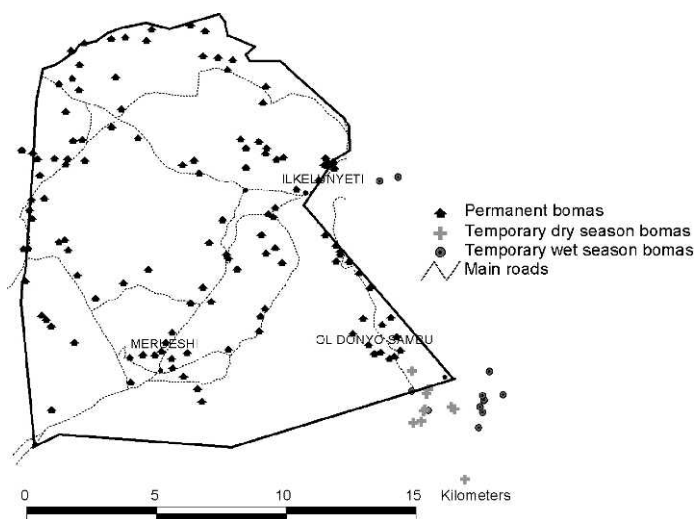 ILKELUNYETI
Permanent bomas
Temporary dry season bomas
Temporary wet season bomas
Main roads
MERUESHI
OL DONYO SAMBU
0 5 10 15
Kilometers